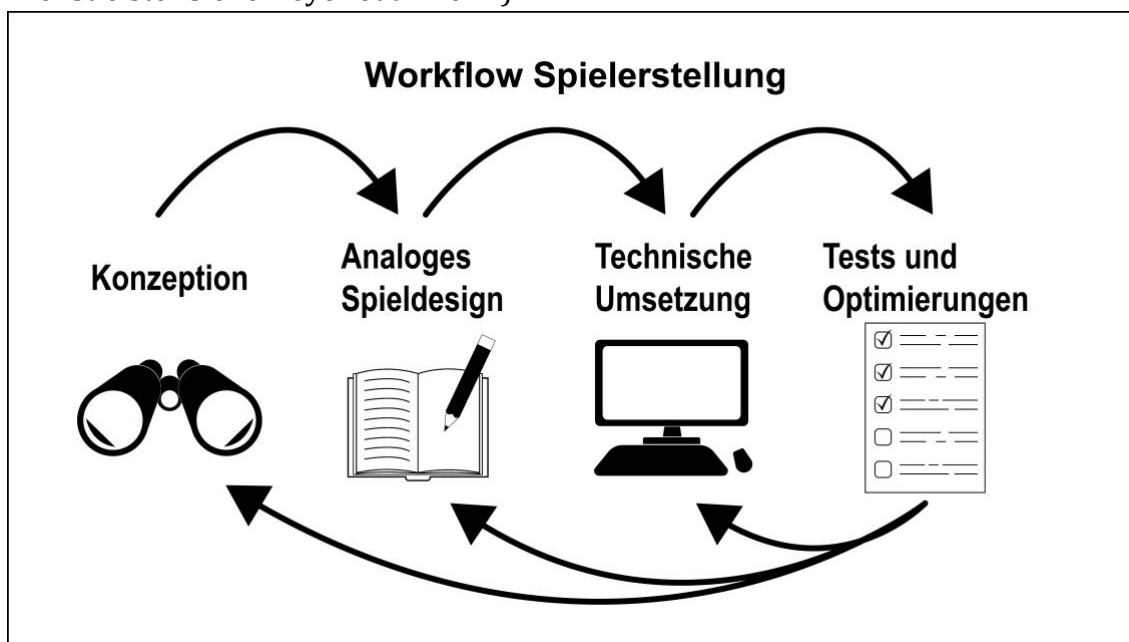 Workflow Spielerstellung
Konzeption
Analoges
Spieldesign
Technische
Umsetzung
Tests und
Optimierungen